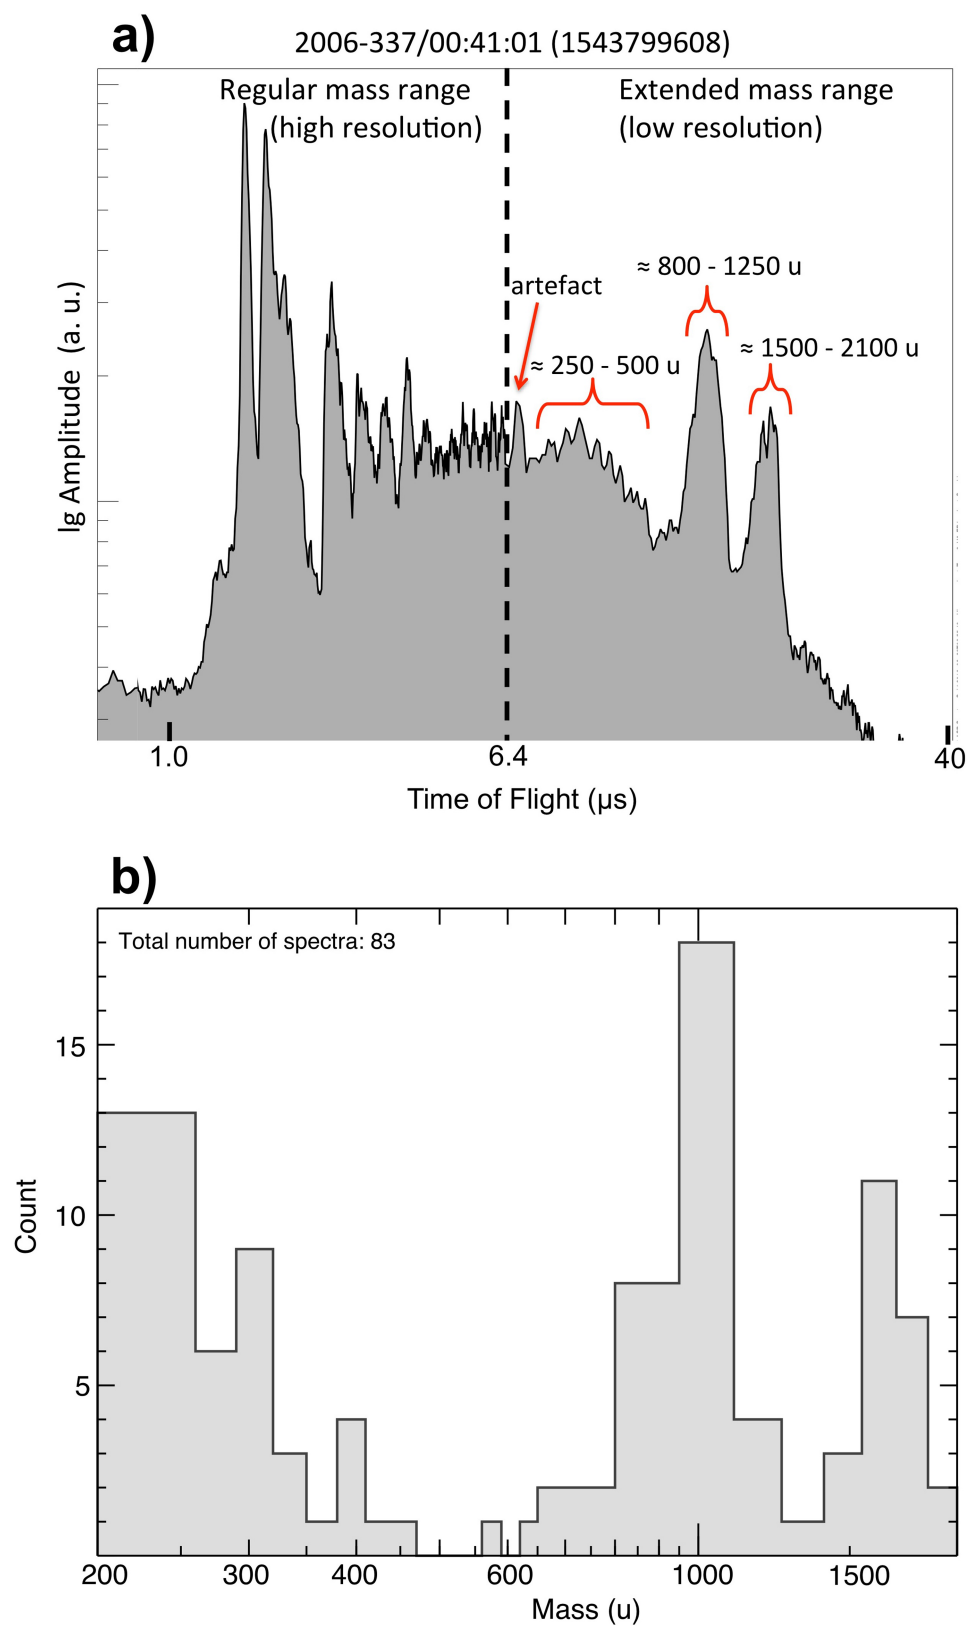 a)
2006-337/00:41:01 (1543799608)
Regular mass range
(high resolution)
Extended mass range
(low resolution)
≈ 800 - 1250 u
artefact
≈ 1500 - 2100 u
≈ 250 - 500 u
lg Amplitude (a. u.)
1.0
6.4
40
Time of Flight (µs)
b)
Total number of spectra: 83
15
10
5
Count
200
300
400
600
1000
1500
Mass (u)